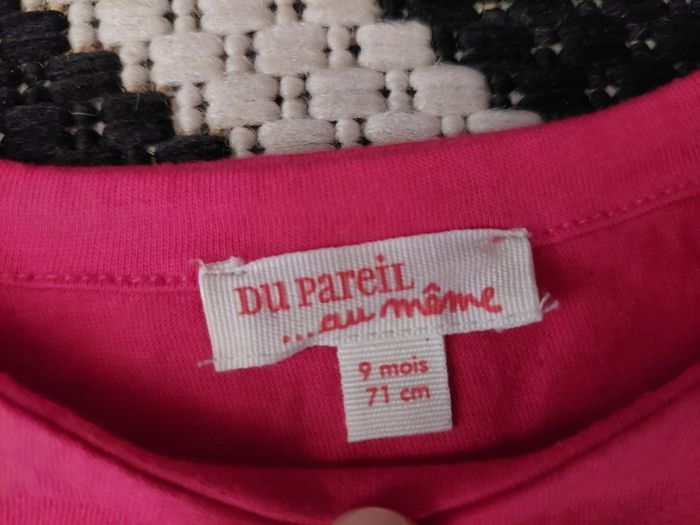 DU PAREIL
...au même
9 mois
71 cm